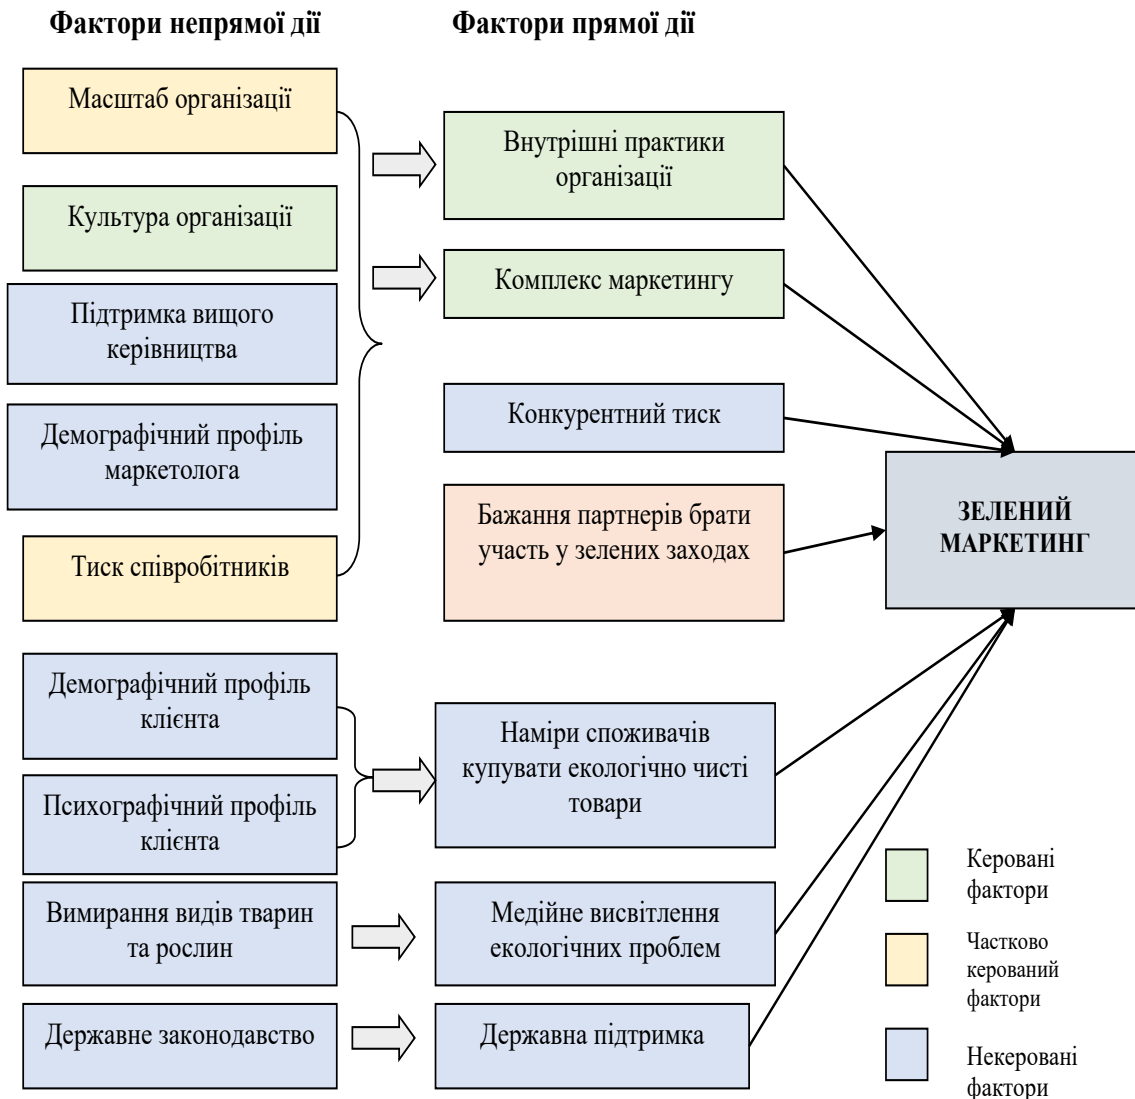 Фактори непрямої дії
Фактори прямої дії
Масштаб організації
Культура організації
Підтримка вищого
керівництва
Демографічний профіль
маркетолога
Тиск співробітників
Демографічний профіль
клієнта
Психографічний профіль
клієнта
Вимирання видів тварин
та рослин
Державне законодавство
Внутрішні практики
організації
Комплекс маркетингу
Конкурентний тиск
Бажання партнерів брати
участь у зелених заходах
Наміри споживачів
купувати екологічно чисті
товари
Медійне висвітлення
екологічних проблем
Державна підтримка
ЗЕЛЕНИЙ
МАРКЕТИНГ
Керовані
фактори
Частково
керований
фактори
Некеровані
фактори